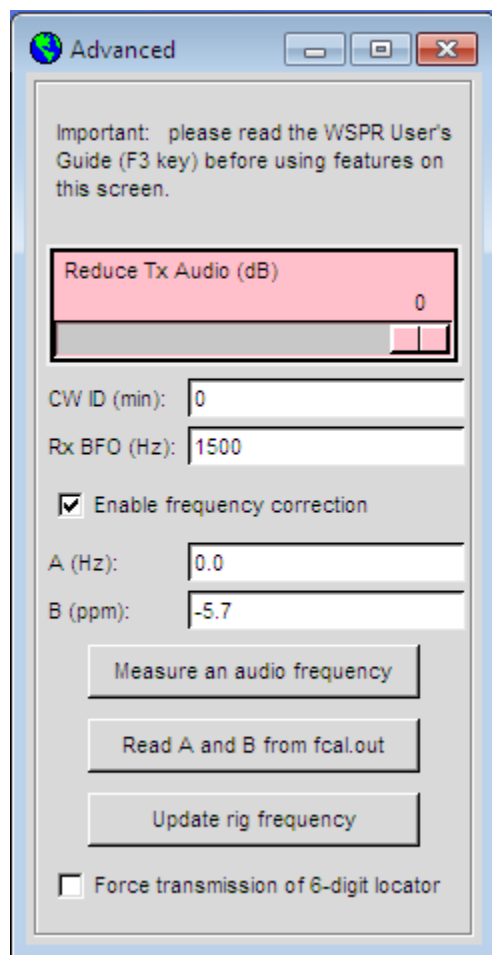 Advanced
Important: please read the WSPR User's
Guide (F3 key) before using features on
this screen.
Reduce Tx Audio (dB)
0
CW ID (min): 0
Rx BFO (Hz): 1500
Enable frequency correction
A (Hz): 0.0
B (ppm): -5.7
Measure an audio frequency
Read A and B from fcal.out
Update rig frequency
Force transmission of 6-digit locator